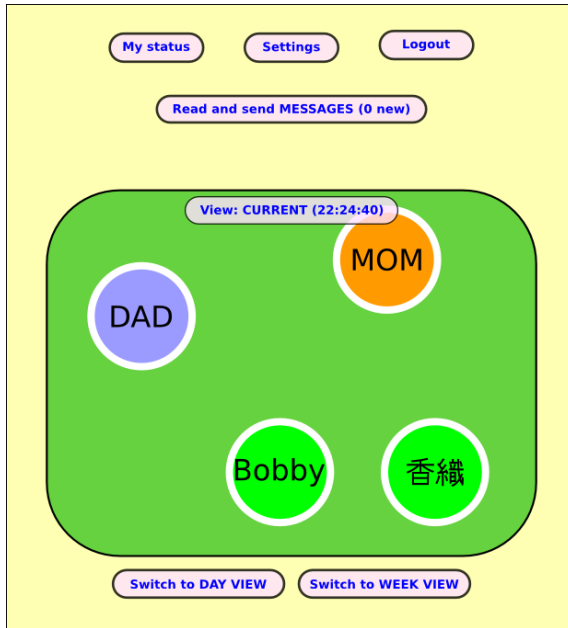 My status
Settings
Logout
Read and send MESSAGES (0 new)
View: CURRENT (22:24:40)
MOM
DAD
Bobby
香織
Switch to DAY VIEW
Switch to WEEK VIEW